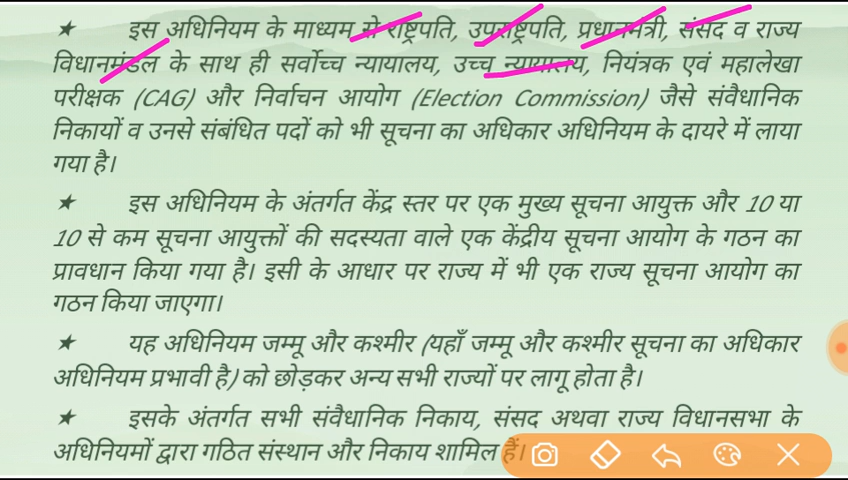 ★ इस अधिनियम के माध्यम से राष्ट्रपति, उपराष्ट्रपति, प्रधानमंत्री, संसद व राज्य
विधानमंडल के साथ ही सर्वोच्च न्यायालय, उच्च न्यायालय, नियंत्रक एवं महालेखा
परीक्षक (CAG) और निर्वाचन आयोग (Election Commission) जैसे संवैधानिक
निकायों व उनसे संबंधित पदों को भी सूचना का अधिकार अधिनियम के दायरे में लाया
गया है।
★ इस अधिनियम के अंतर्गत केंद्र स्तर पर एक मुख्य सूचना आयुक्त और 10 या
10 से कम सूचना आयुक्तों की सदस्यता वाले एक केंद्रीय सूचना आयोग के गठन का
प्रावधान किया गया है। इसी के आधार पर राज्य में भी एक राज्य सूचना आयोग का
गठन किया जाएगा।
★ यह अधिनियम जम्मू और कश्मीर (यहाँ जम्मू और कश्मीर सूचना का अधिकार
अधिनियम प्रभावी है) को छोड़कर अन्य सभी राज्यों पर लागू होता है।
★ इसके अंतर्गत सभी संवैधानिक निकाय, संसद अथवा राज्य विधानसभा के
अधिनियमों द्वारा गठित संस्थान और निकाय शामिल हैं।